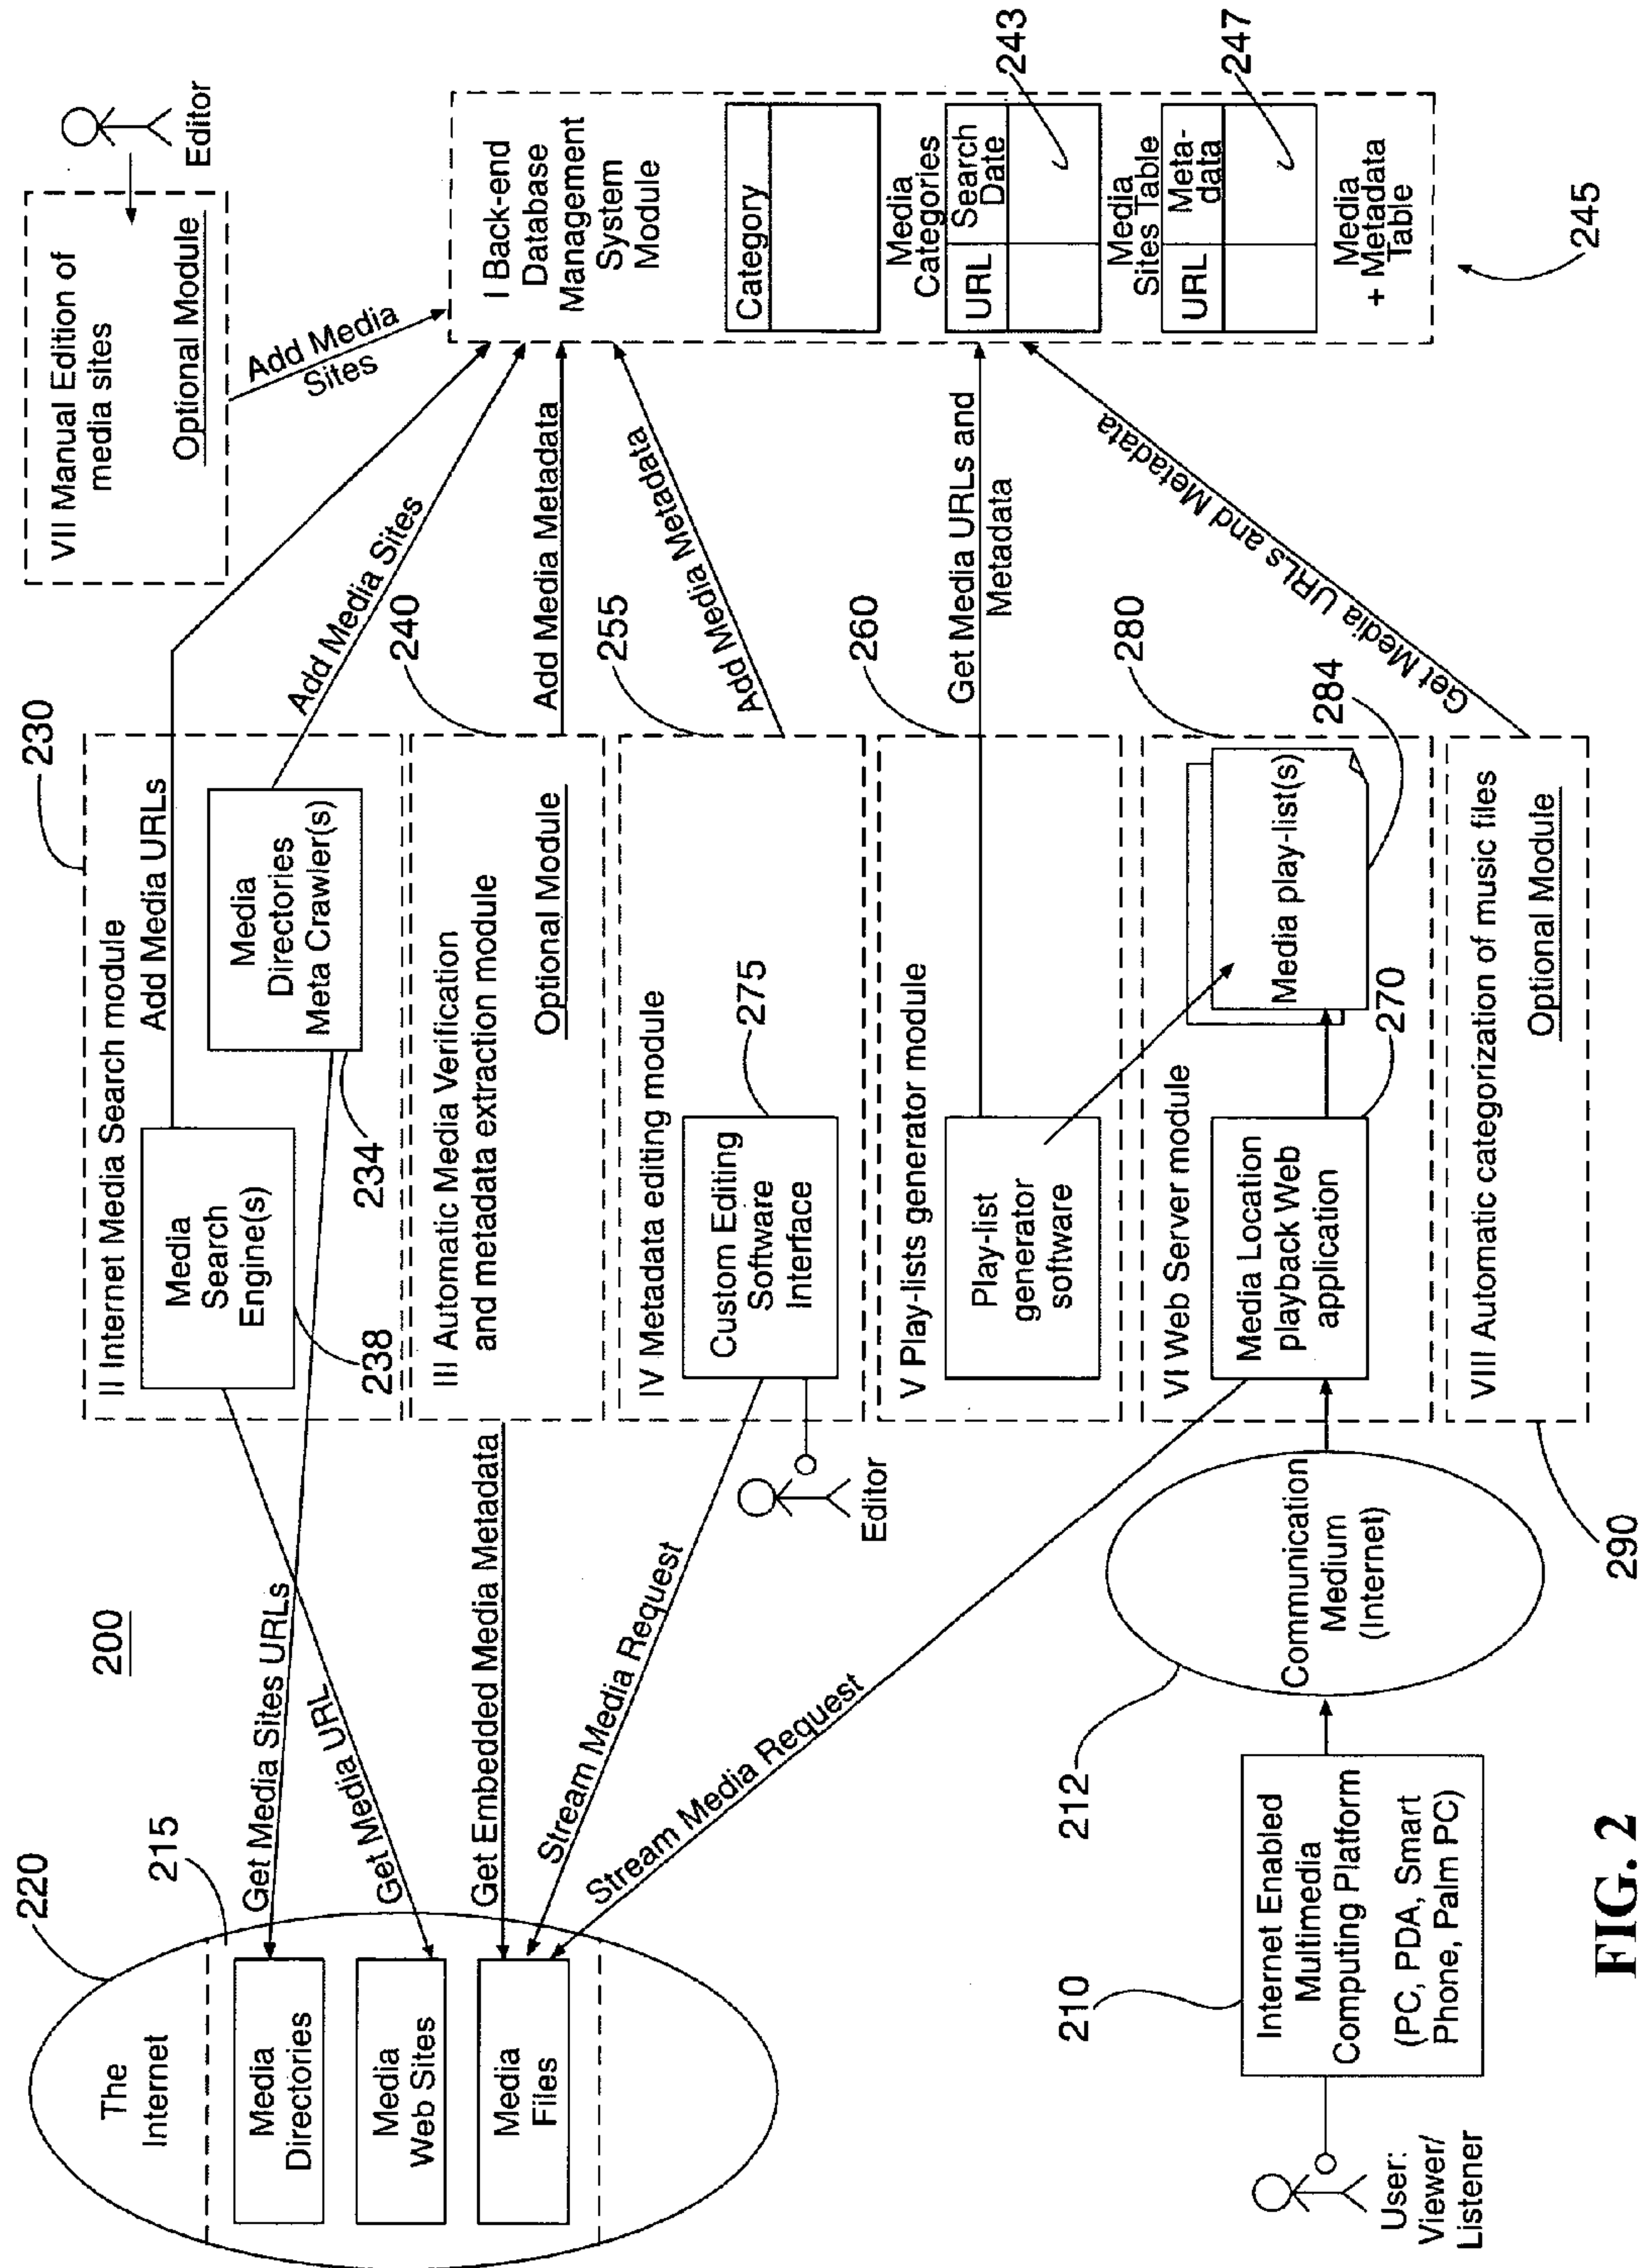 200
220
The
Internet
215
Media
Directories
Media
Web Sites
Media
Files
Get Media Sites URLs
Get Media URL
Get Embedded Media Metadata
Stream Media Request
Stream Media Request
230
II Internet Media Search module
Add Media URLs
Media
Search
Engine(s)
238
Media
Directories
Meta Crawler(s)
234
Add Media Sites
240
III Automatic Media Verification
and metadata extraction module
Optional Module
Add Media Metadata
255
IV Metadata editing module
Custom Editing
Software
Interface
275
Editor
Add Media Metadata
260
V Play-lists generator module
Play-list
generator
software
Get Media URLs and
Metadata
280
VI Web Server module
Media Location
playback Web
application
270
Media play-list(s)
284
VIII Automatic categorization of music files
Optional Module
290
Get Media URLs and Metadata
VII Manual Edition of
media sites
Optional Module
Editor
Add Media
Sites
I Back-end
Database
Management
System
Module
Category
Media
Categories
URL
Search
Date
243
Media
Sites Table
URL
Meta-
data
247
Media
+ Metadata
Table
245
User:
Viewer/
Listener
210
Internet Enabled
Multimedia
Computing Platform
(PC, PDA, Smart
Phone, Palm PC)
212
Communication
Medium
(Internet)
FIG. 2